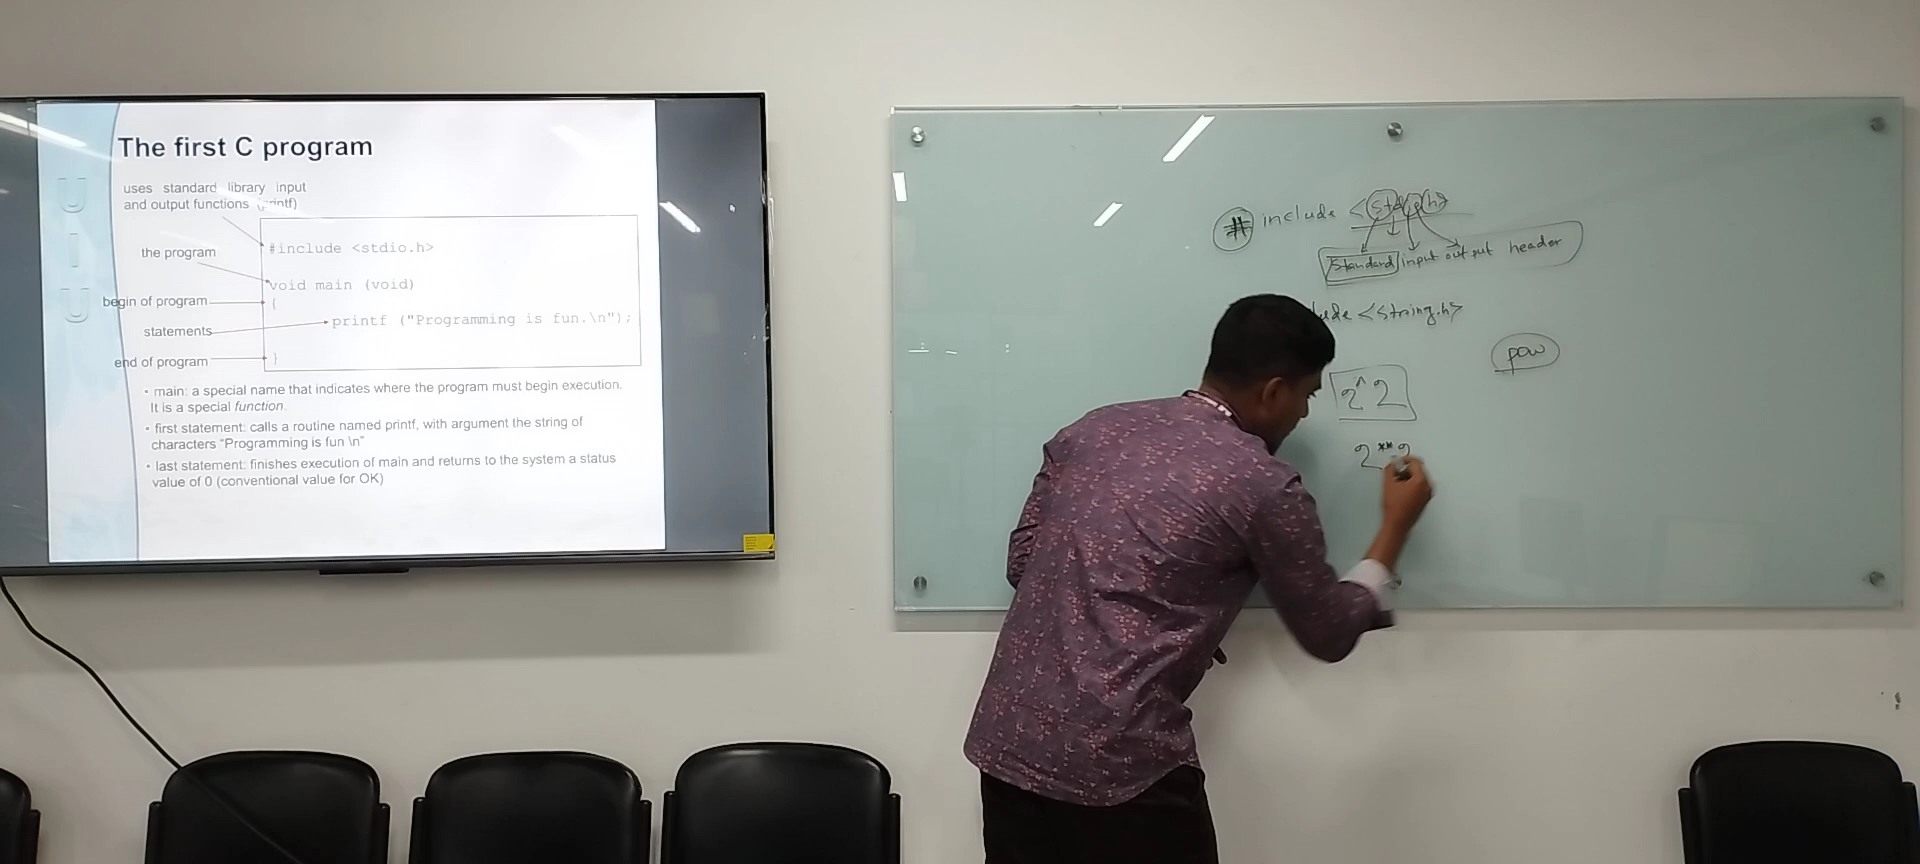 The first C program
uses standard library input
and output functions (printf)
#include <stdio.h>
the program
void main (void)
begin of program
{
statements
printf ("Programming is fun.\n");
end of program
}
• main: a special name that indicates where the program must begin execution.
It is a special function.
• first statement: calls a routine named printf, with argument the string of
characters "Programming is fun \n"
• last statement: finishes execution of main and returns to the system a status
value of 0 (conventional value for OK)
U
I
U
# include <stdio.h>
standard input output header
lude <string.h>
pow
2^2
2**2